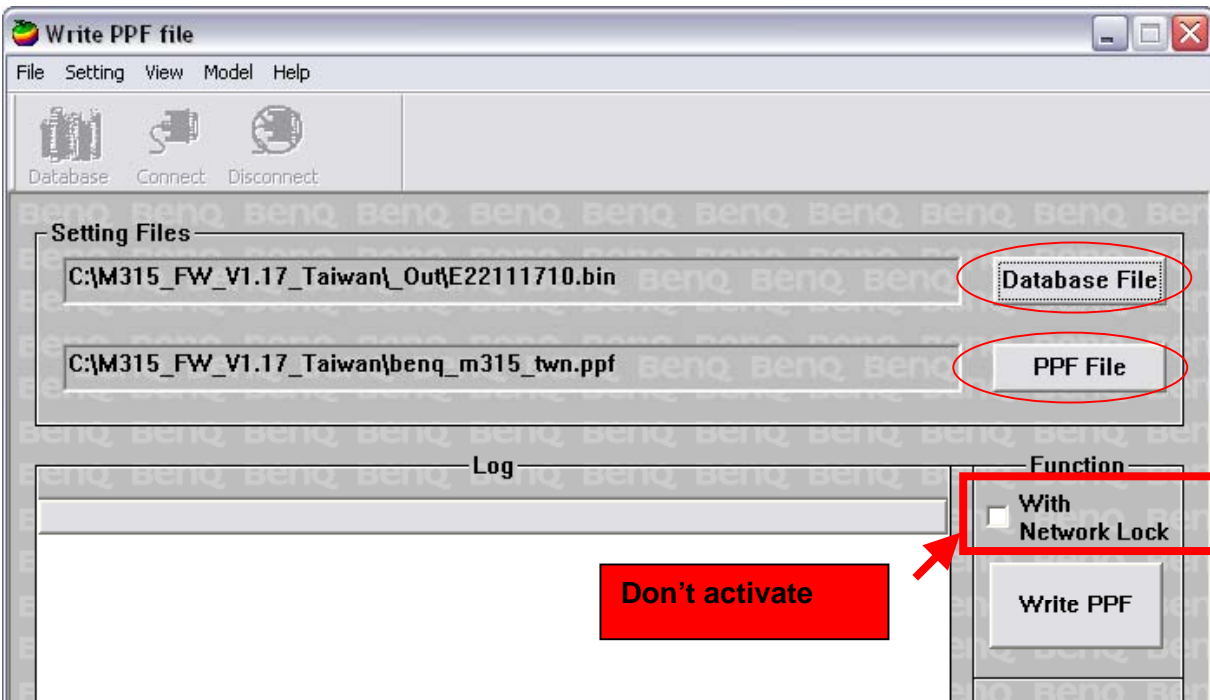 Write PPF file
File Setting View Model Help
Database Connect Disconnect
Setting Files
C:\M315_FW_V1.17_Taiwan\_Out\E22111710.bin
Database File
C:\M315_FW_V1.17_Taiwan\benq_m315_twn.ppf
PPF File
Log
Function
With
Network Lock
Don't activate
Write PPF